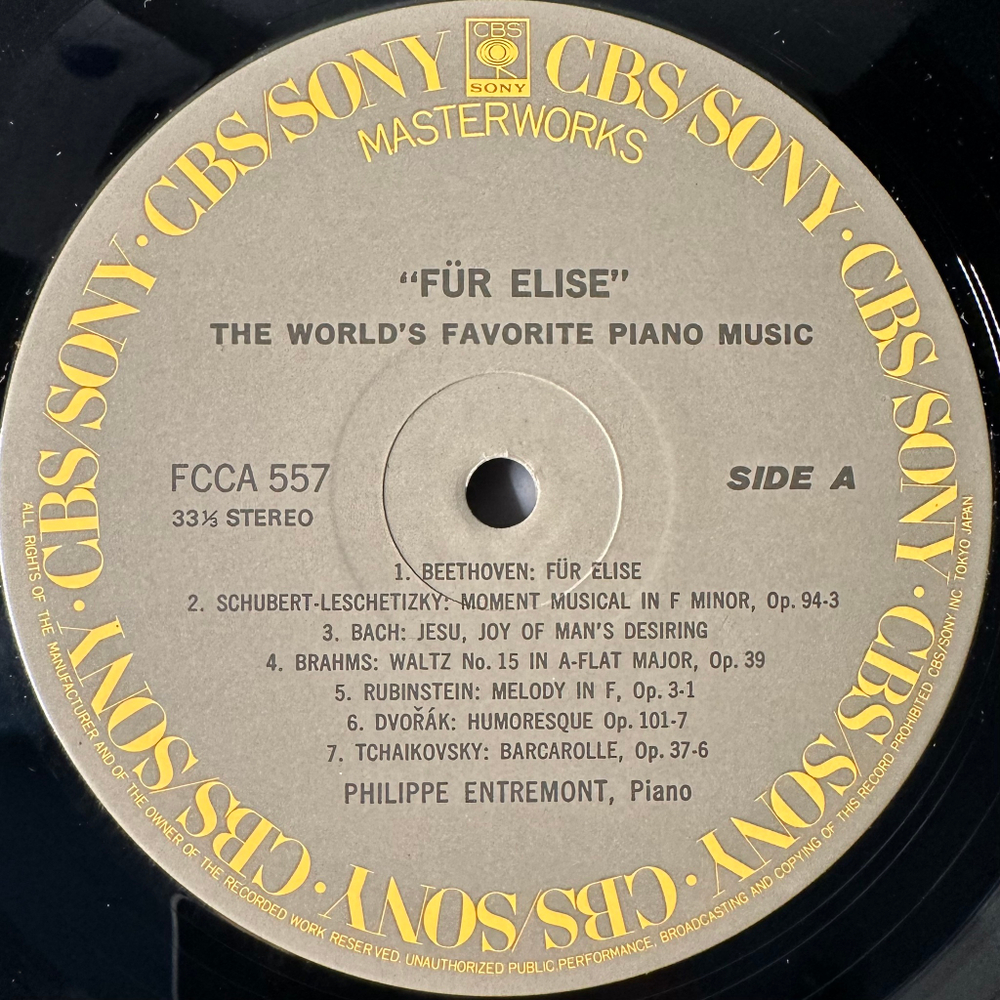 CBS
SONY
CBS/SONY · CBS/SONY · CBS/SONY · CBS/SONY · CBS/SONY · CBS/SONY · CBS/SONY · CBS/SONY · CBS/SONY
MASTERWORKS
“FÜR ELISE”
THE WORLD'S FAVORITE PIANO MUSIC
FCCA 557
SIDE A
33⅓ STEREO
1. BEETHOVEN: FÜR ELISE
2. SCHUBERT-LESCHETIZKY: MOMENT MUSICAL IN F MINOR, Op. 94-3
3. BACH: JESU, JOY OF MAN'S DESIRING
4. BRAHMS: WALTZ No. 15 IN A-FLAT MAJOR, Op. 39
5. RUBINSTEIN: MELODY IN F, Op. 3-1
6. DVOŘÁK: HUMORESQUE Op. 101-7
7. TCHAIKOVSKY: BARCAROLLE, Op. 37-6
PHILIPPE ENTREMONT, Piano
ALL RIGHTS OF THE MANUFACTURER AND OF THE OWNER OF THE RECORDED WORK RESERVED. UNAUTHORIZED PUBLIC PERFORMANCE, BROADCASTING AND COPYING OF THIS RECORD PROHIBITED CBS/SONY INC. TOKYO JAPAN